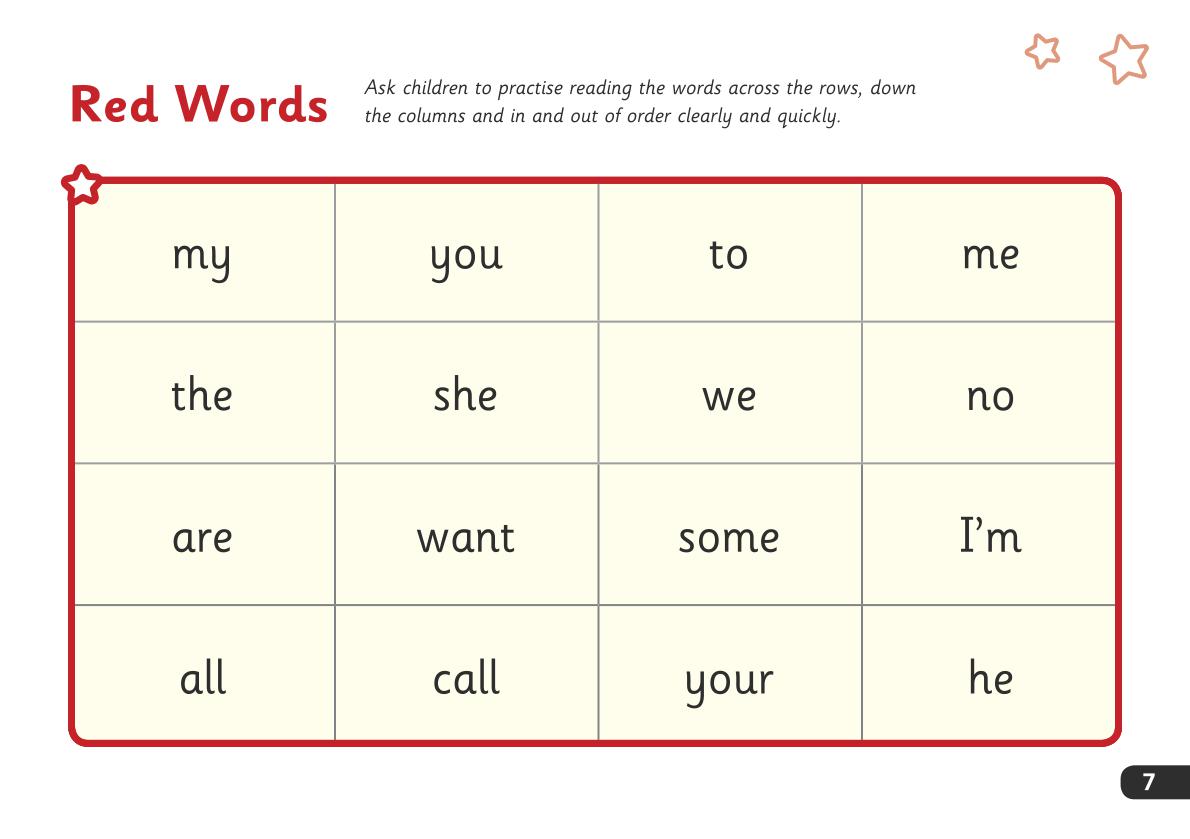 Red Words
Ask children to practise reading the words across the rows, down
the columns and in and out of order clearly and quickly.
my you to me
the she we no
are want some I’m
all call your he
7